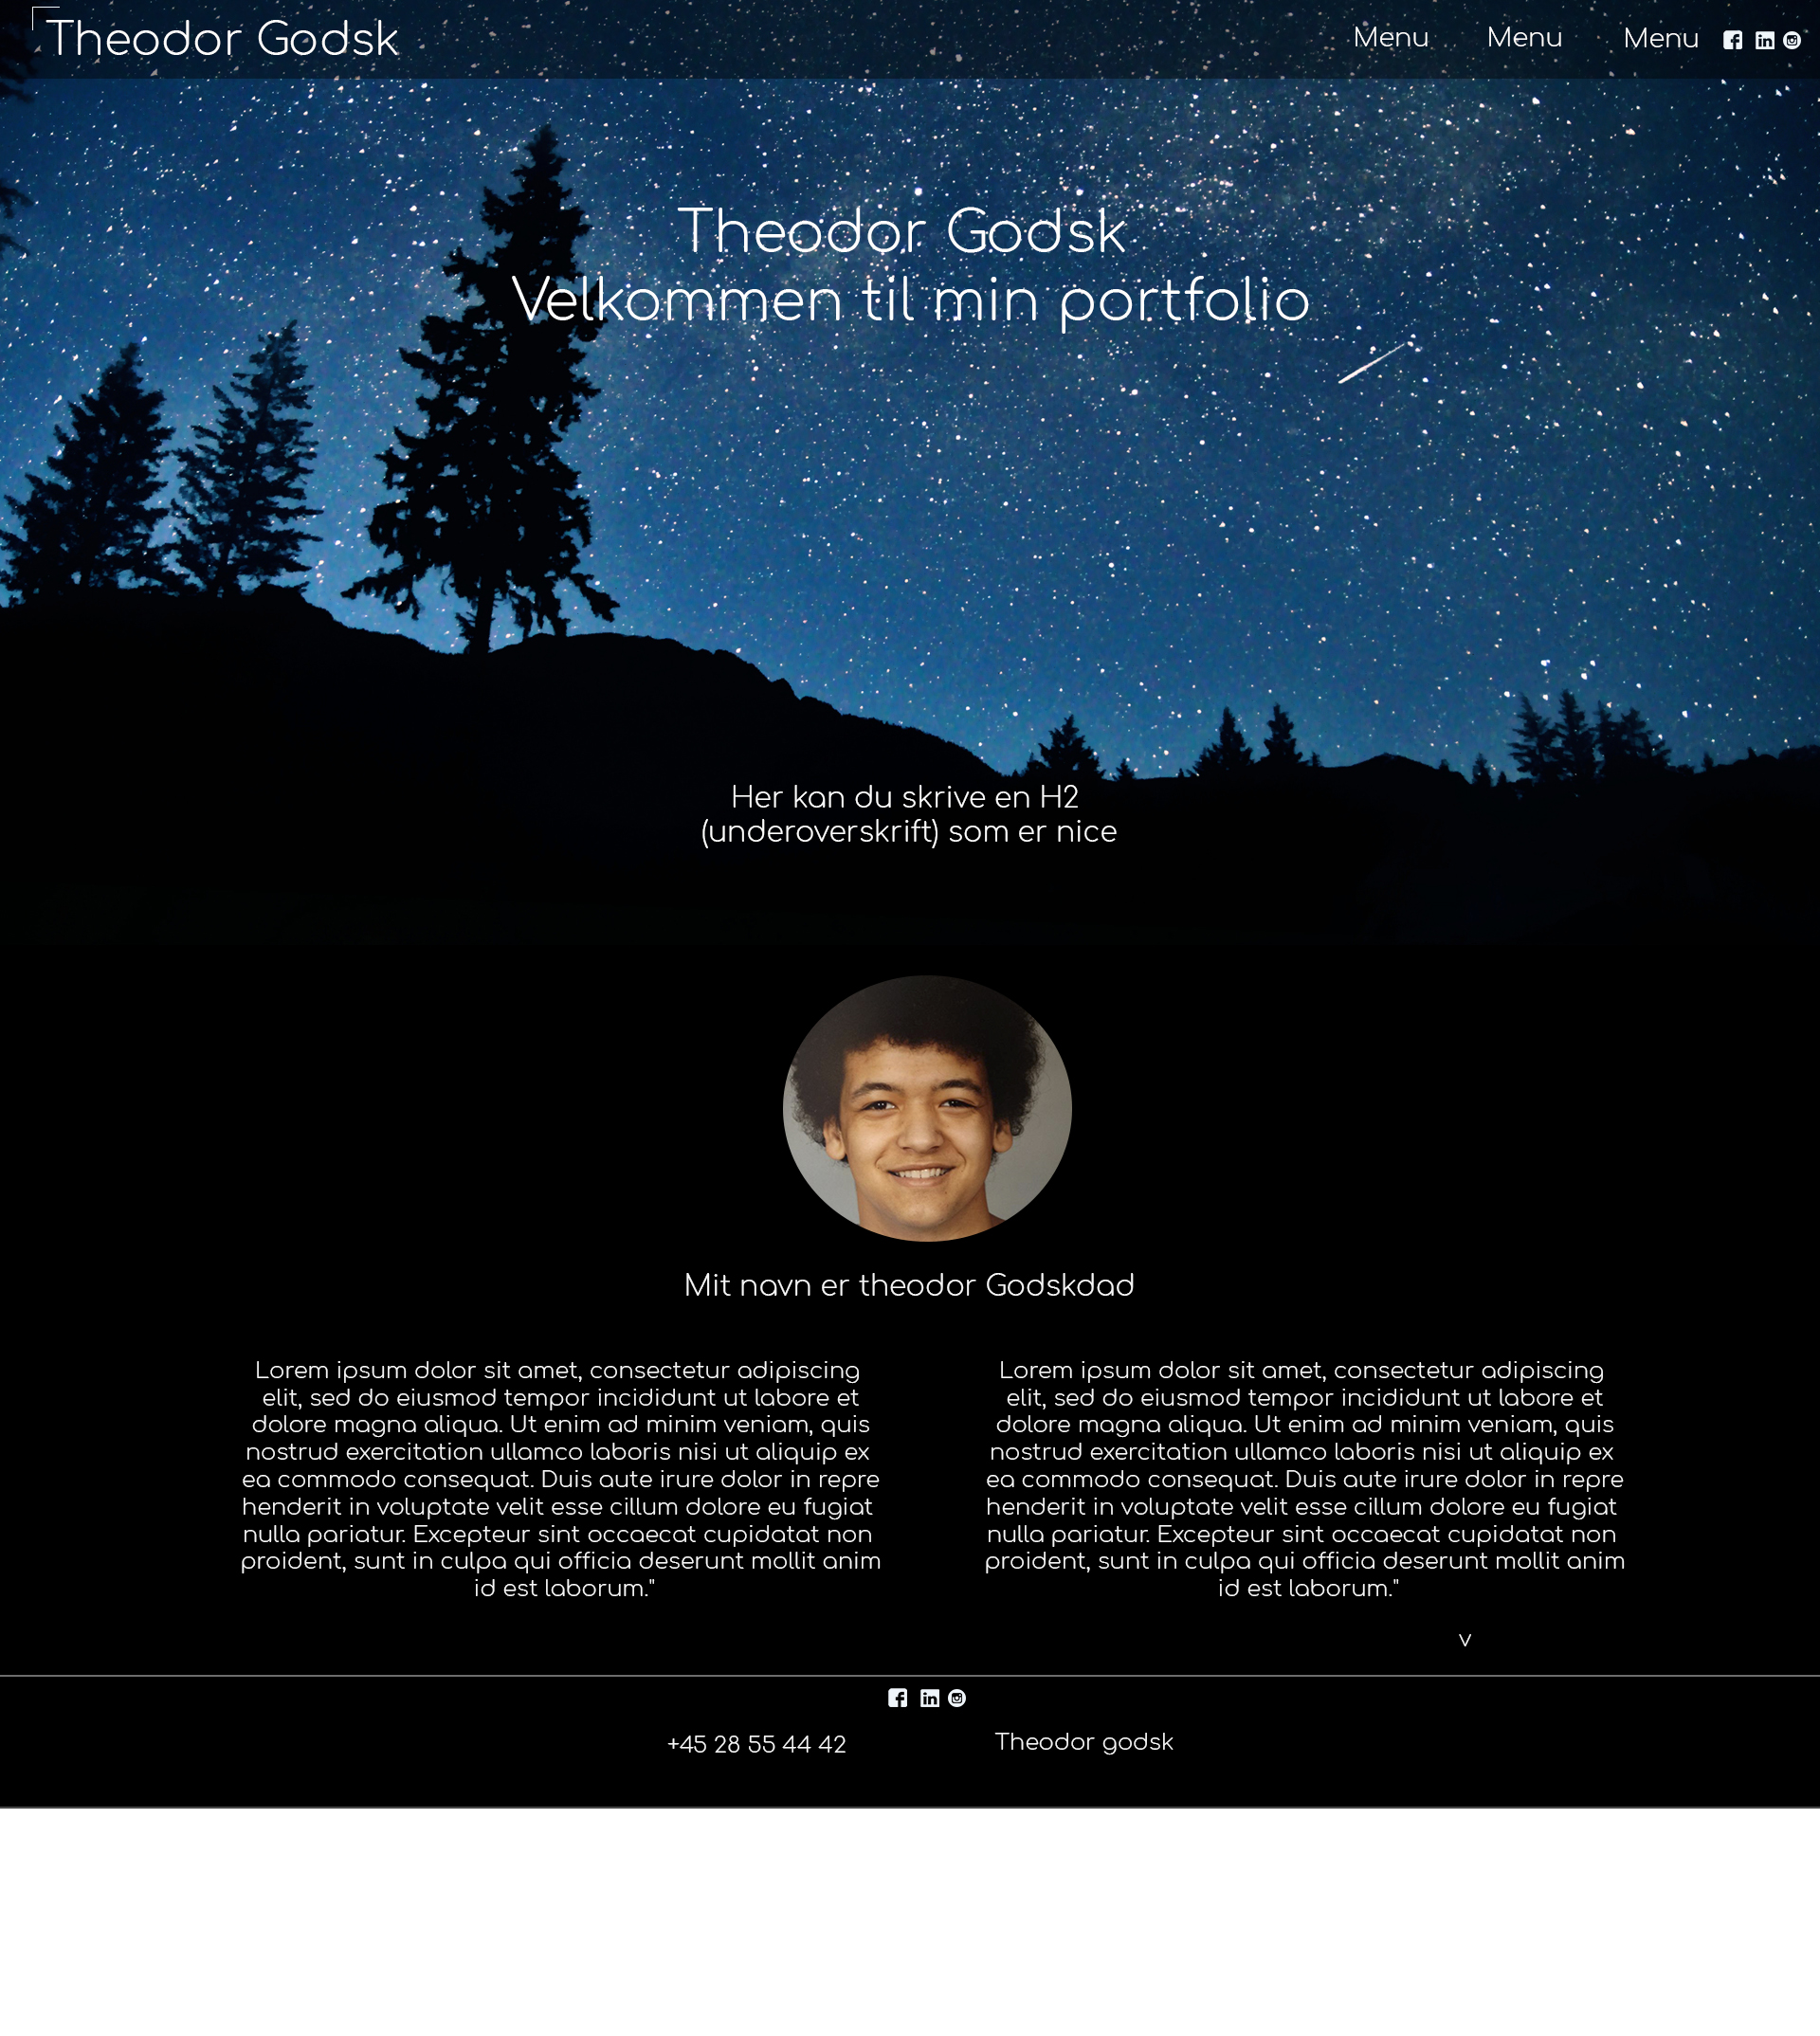 Theodor Godsk
Menu Menu Menu
Theodor Godsk
Velkommen til min portfolio
Her kan du skrive en H2
(underoverskrift) som er nice
Mit navn er theodor Godskdad
Lorem ipsum dolor sit amet, consectetur adipiscing
elit, sed do eiusmod tempor incididunt ut labore et
dolore magna aliqua. Ut enim ad minim veniam, quis
nostrud exercitation ullamco laboris nisi ut aliquip ex
ea commodo consequat. Duis aute irure dolor in repre
henderit in voluptate velit esse cillum dolore eu fugiat
nulla pariatur. Excepteur sint occaecat cupidatat non
proident, sunt in culpa qui officia deserunt mollit anim
id est laborum."
Lorem ipsum dolor sit amet, consectetur adipiscing
elit, sed do eiusmod tempor incididunt ut labore et
dolore magna aliqua. Ut enim ad minim veniam, quis
nostrud exercitation ullamco laboris nisi ut aliquip ex
ea commodo consequat. Duis aute irure dolor in repre
henderit in voluptate velit esse cillum dolore eu fugiat
nulla pariatur. Excepteur sint occaecat cupidatat non
proident, sunt in culpa qui officia deserunt mollit anim
id est laborum."
v
+45 28 55 44 42
Theodor godsk